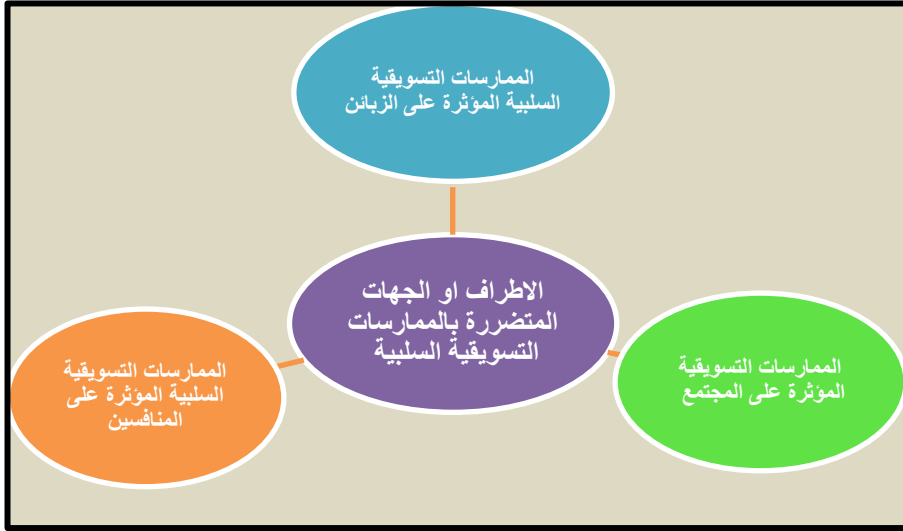 الممارسات التسويقية
السلبية المؤثرة على الزبائن
الاطراف او الجهات
المتضررة بالممارسات
التسويقية السلبية
الممارسات التسويقية
المؤثرة على المجتمع
الممارسات التسويقية
السلبية المؤثرة على
المنافسين